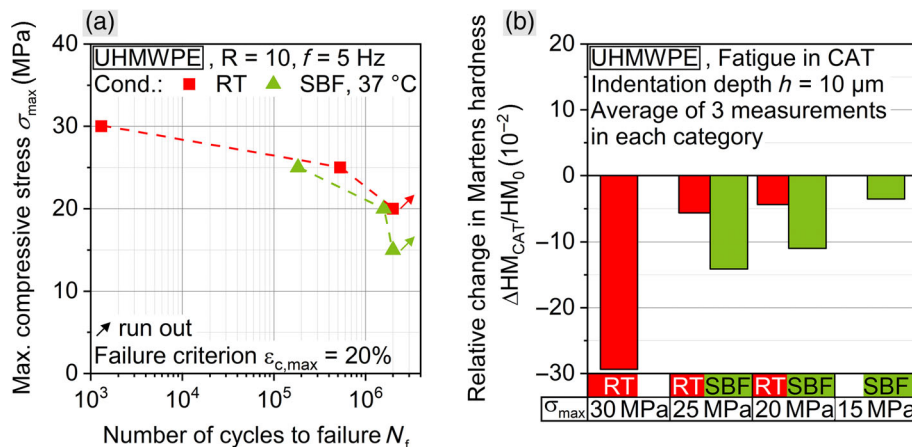 (a)
Max. compressive stress σmax (MPa)
40
30
20
10
0
UHMWPE , R = 10, f = 5 Hz
Cond.: RT SBF, 37 °C
run out
Failure criterion εc,max = 20%
10³ 10⁴ 10⁵ 10⁶
Number of cycles to failure Nf
(b)
Relative change in Martens hardness
ΔHMCAT/HM0 (10⁻²)
20
10
0
−10
−20
−30
UHMWPE , Fatigue in CAT
Indentation depth h = 10 µm
Average of 3 measurements
in each category
RT RT SBF RT SBF SBF
σmax 30 MPa 25 MPa 20 MPa 15 MPa